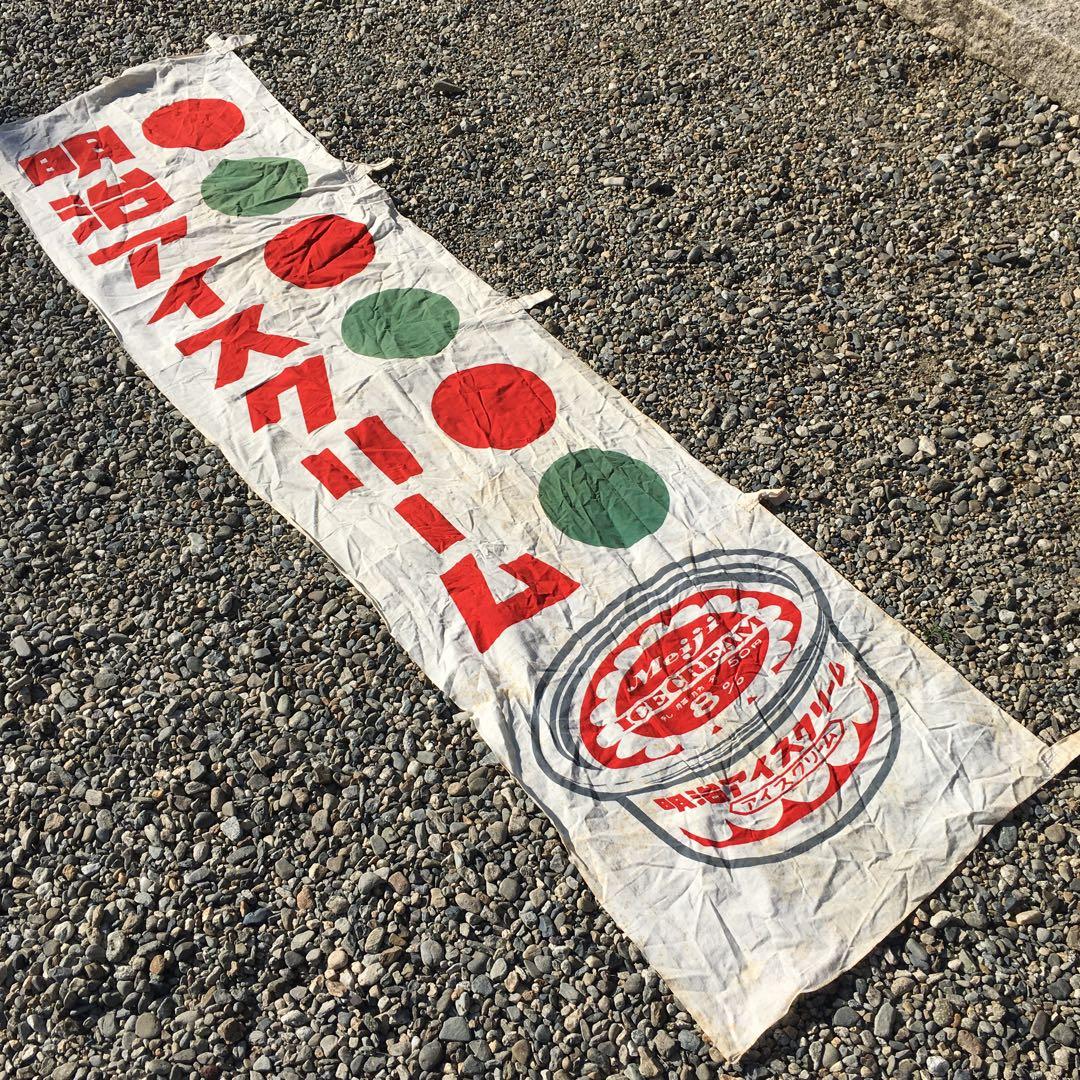 明治アイスクリーム
Meiji
ICE CREAM
50円
8%
明治アイスクリーム
アイスクリーム